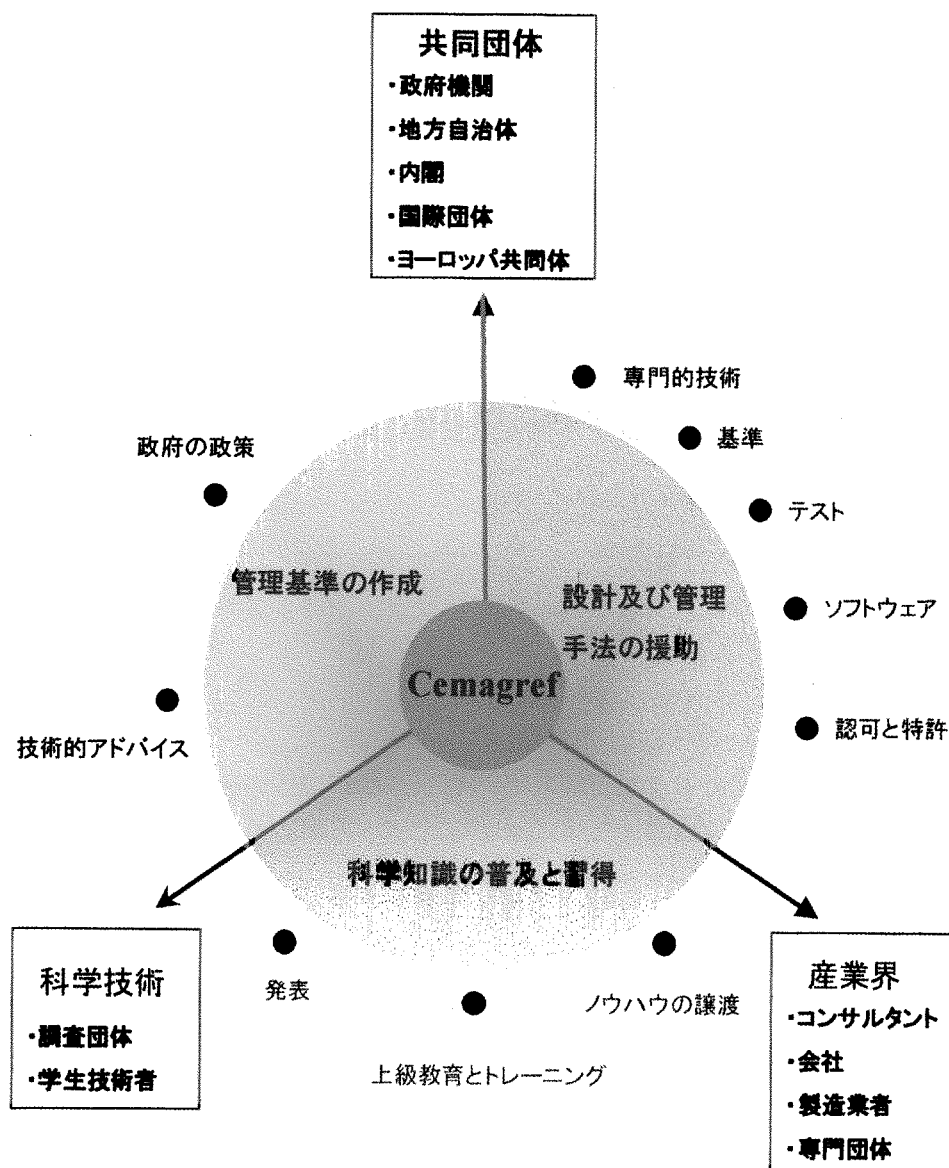 共同団体
・政府機関
・地方自治体
・内閣
・国際団体
・ヨーロッパ共同体
専門的技術
基準
テスト
ソフトウェア
認可と特許
政府の政策
技術的アドバイス
管理基準の作成
設計及び管理
手法の援助
Cemagref
科学知識の普及と習得
発表
上級教育とトレーニング
ノウハウの譲渡
科学技術
・調査団体
・学生技術者
産業界
・コンサルタント
・会社
・製造業者
・専門団体